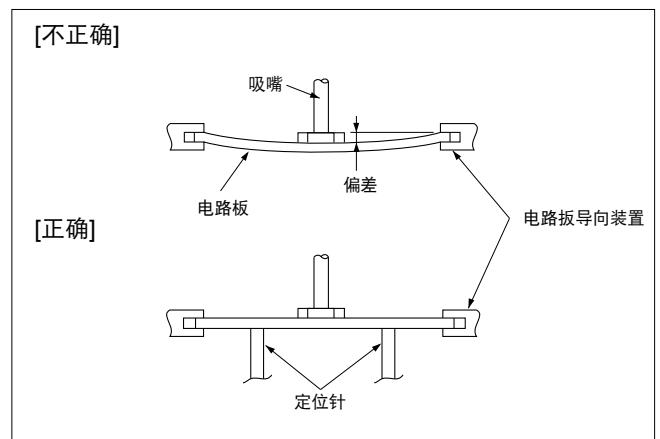 [不正确]
吸嘴
偏差
电路板
电路扳导向装置
[正确]
定位针